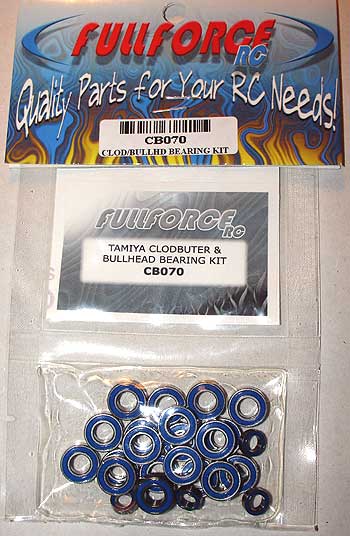 FULLFORCE
RC
Quality Parts for Your RC Needs!
CB070
CLOD/BULLHD BEARING KIT
FULLFORCE
RC
TAMIYA CLODBUTER &
BULLHEAD BEARING KIT
CB070